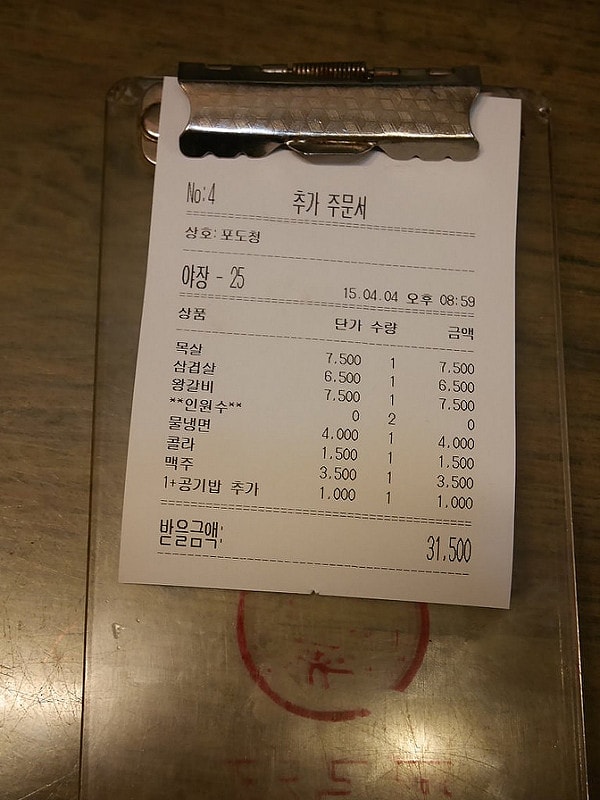 No:4 추가 주문서
상호: 포도청
야장 - 25 15.04.04 오후 08:59
상품 단가 수량 금액
목살 7,500 1 7,500
삼겹살 6,500 1 6,500
왕갈비 7,500 1 7,500
**인원수** 0 2 0
물냉면 4,000 1 4,000
콜라 1,500 1 1,500
맥주 3,500 1 3,500
1+공기밥 추가 1,000 1 1,000
받을금액: 31,500